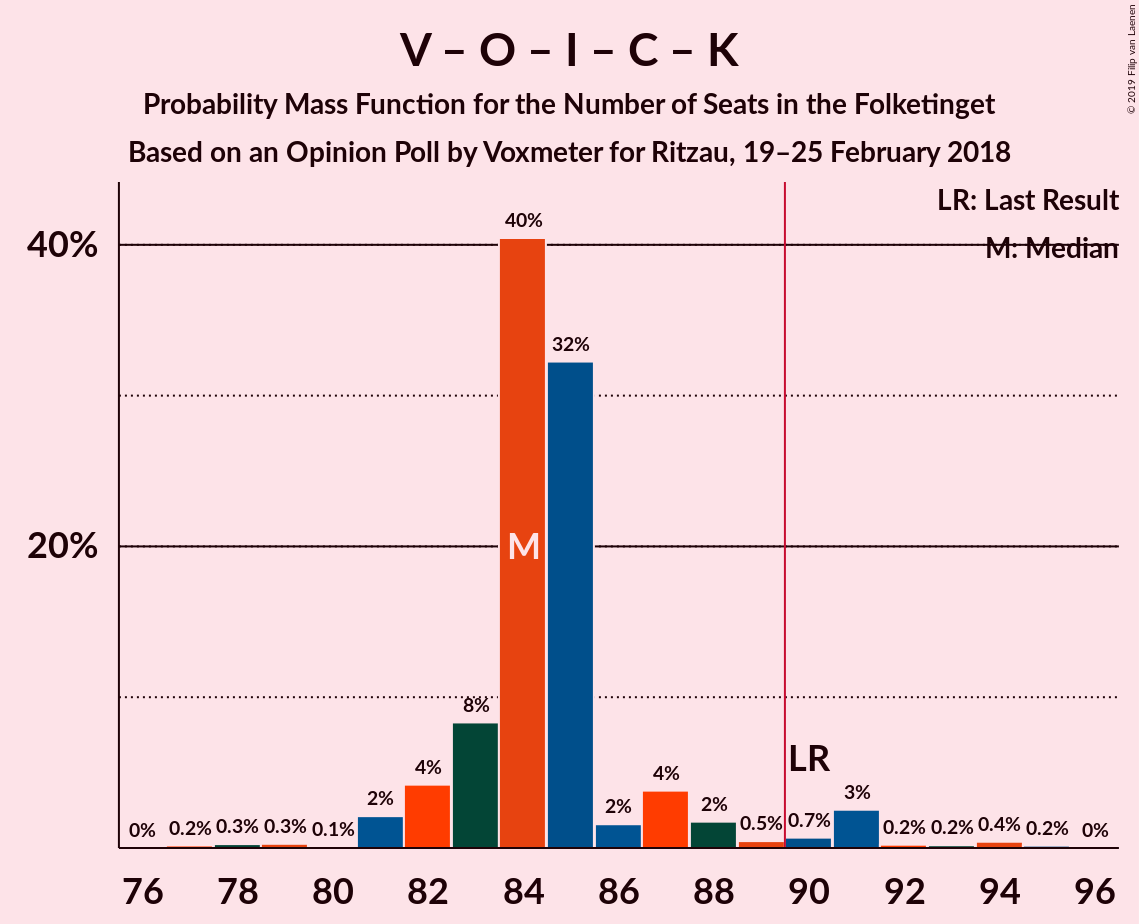 V – O – I – C – K
Probability Mass Function for the Number of Seats in the Folketinget
Based on an Opinion Poll by Voxmeter for Ritzau, 19–25 February 2018
© 2019 Filip van Laenen
LR: Last Result
M: Median
40%
20%
0%
0.2%
0.3%
0.3%
0.1%
2%
4%
8%
40%
32%
2%
4%
2%
0.5%
0.7%
3%
0.2%
0.2%
0.4%
0.2%
0%
M
LR
76 78 80 82 84 86 88 90 92 94 96